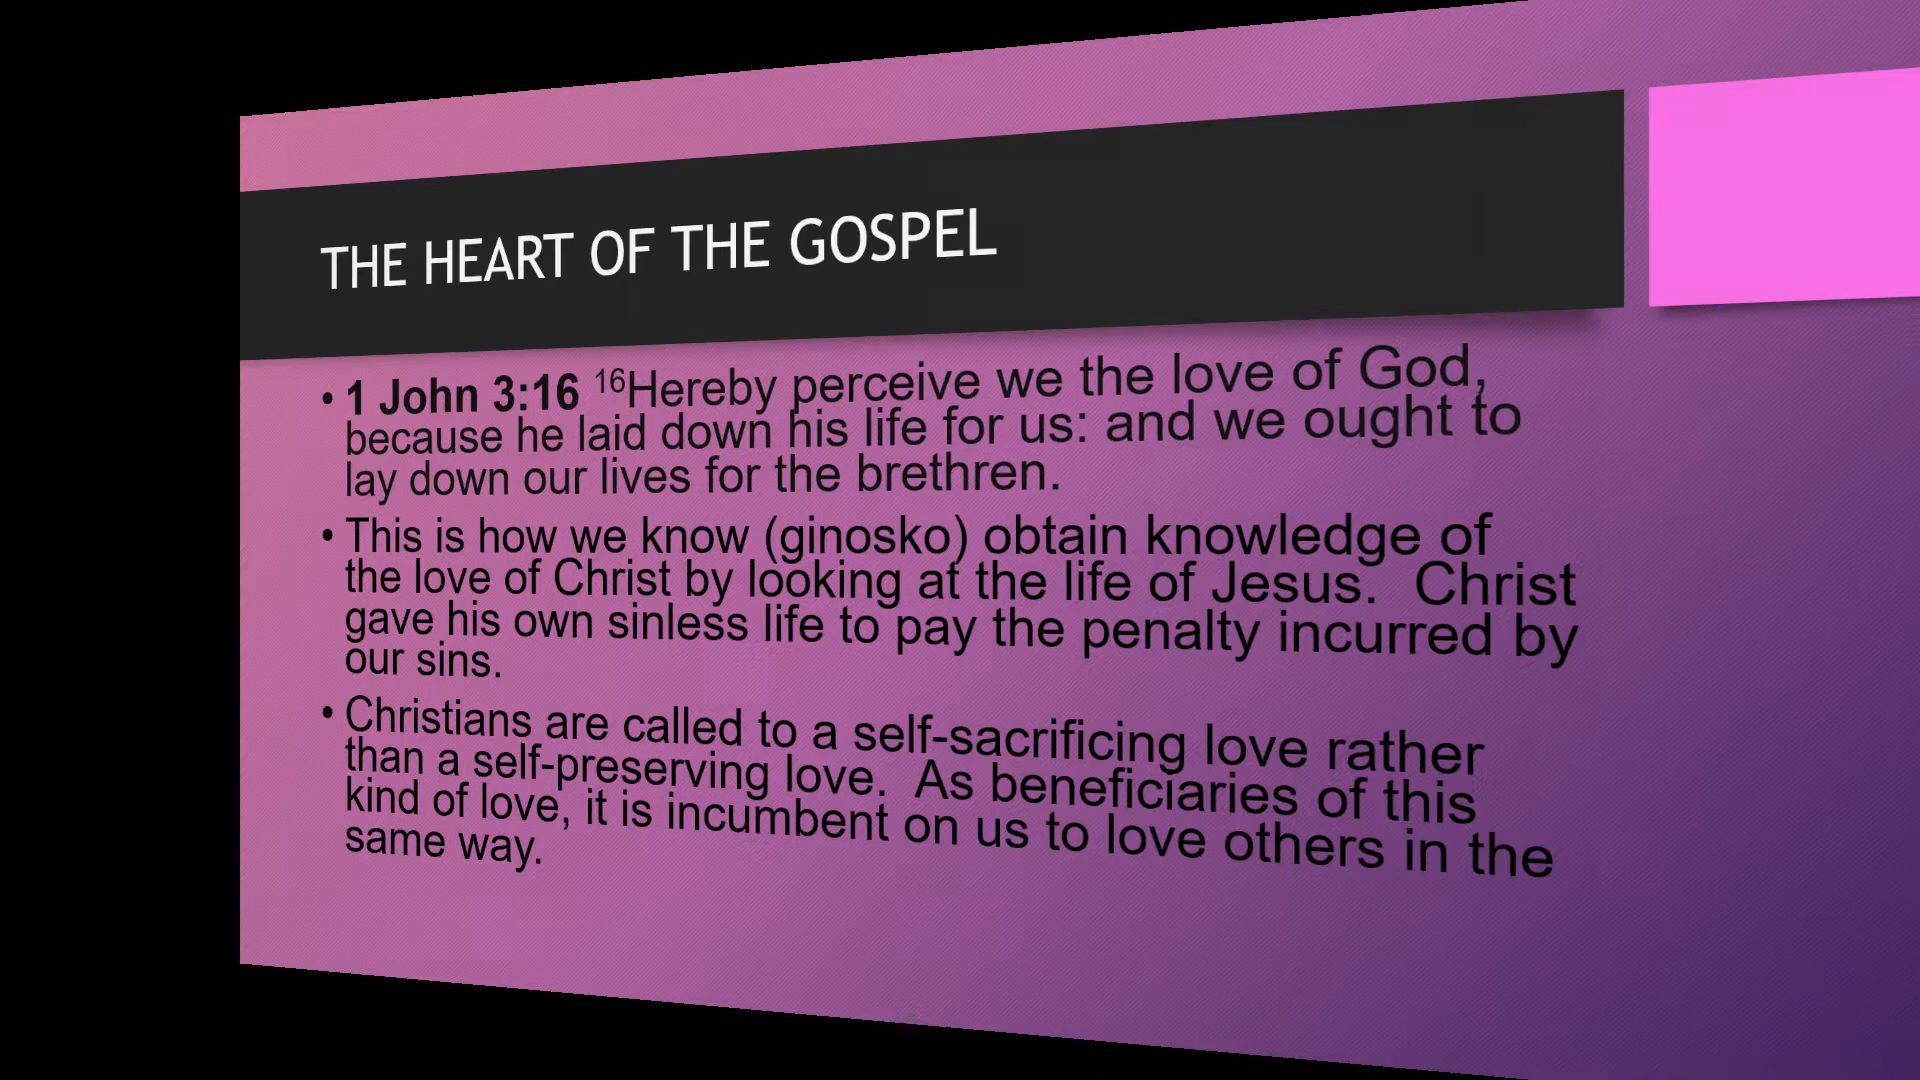 THE HEART OF THE GOSPEL
• 1 John 3:16 16Hereby perceive we the love of God,
because he laid down his life for us: and we ought to
lay down our lives for the brethren.
• This is how we know (ginosko) obtain knowledge of
the love of Christ by looking at the life of Jesus.  Christ
gave his own sinless life to pay the penalty incurred by
our sins.
• Christians are called to a self-sacrificing love rather
than a self-preserving love.  As beneficiaries of this
kind of love, it is incumbent on us to love others in the
same way.